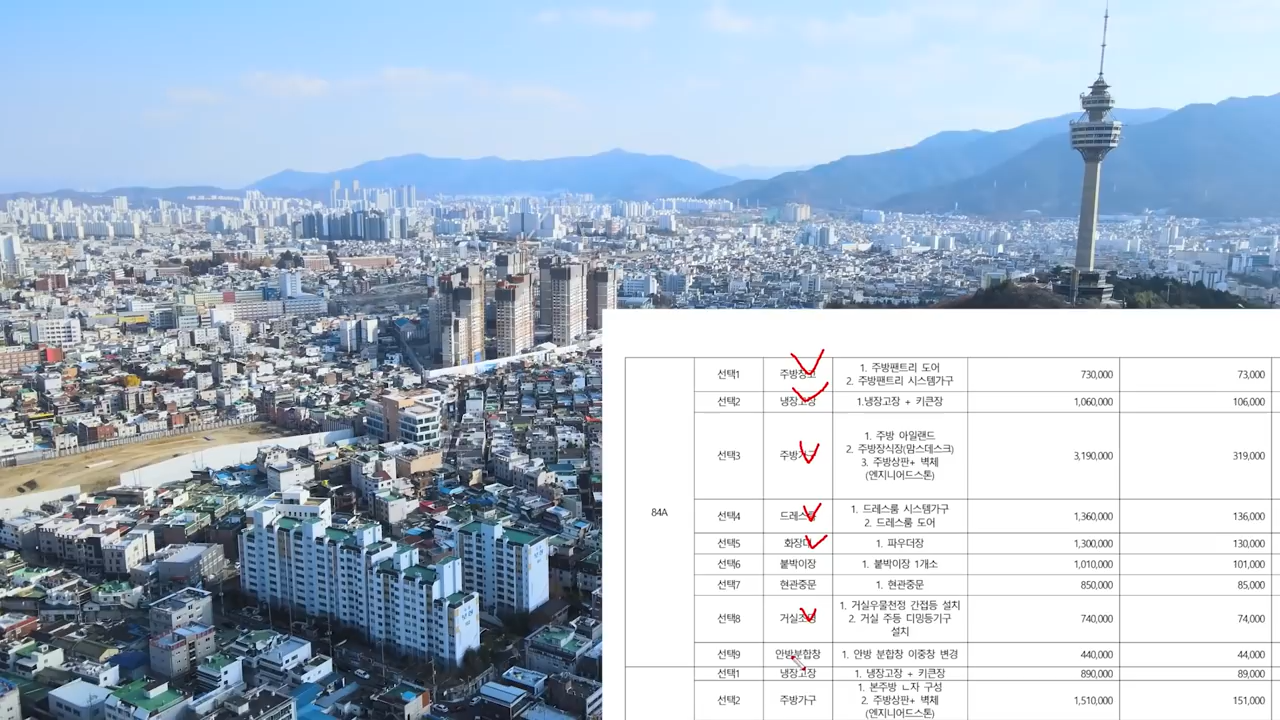 84A
선택1 주방창고 1. 주방팬트리 도어 730,000 73,000
2. 주방팬트리 시스템가구
선택2 냉장고장 1.냉장고장 + 키큰장 1,060,000 106,000
선택3 주방가구 1. 주방 아일랜드 3,190,000 319,000
2. 주방장식장(맘스데스크)
3. 주방상판+ 벽체
(엔지니어드스톤)
선택4 드레스룸 1. 드레스룸 시스템가구 1,360,000 136,000
2. 드레스룸 도어
선택5 화장대 1. 파우더장 1,300,000 130,000
선택6 붙박이장 1. 붙박이장 1개소 1,010,000 101,000
선택7 현관중문 1. 현관중문 850,000 85,000
선택8 거실조명 1. 거실우물천정 간접등 설치 740,000 74,000
2. 거실 주등 디밍등기구
설치
선택9 안방분합창 1. 안방 분합창 이중창 변경 440,000 44,000
선택1 냉장고장 1. 냉장고장 + 키큰장 890,000 89,000
선택2 주방가구 1. 본주방 ㄴ자 구성 1,510,000 151,000
2. 주방상판+ 벽체
(엔지니어드스톤)